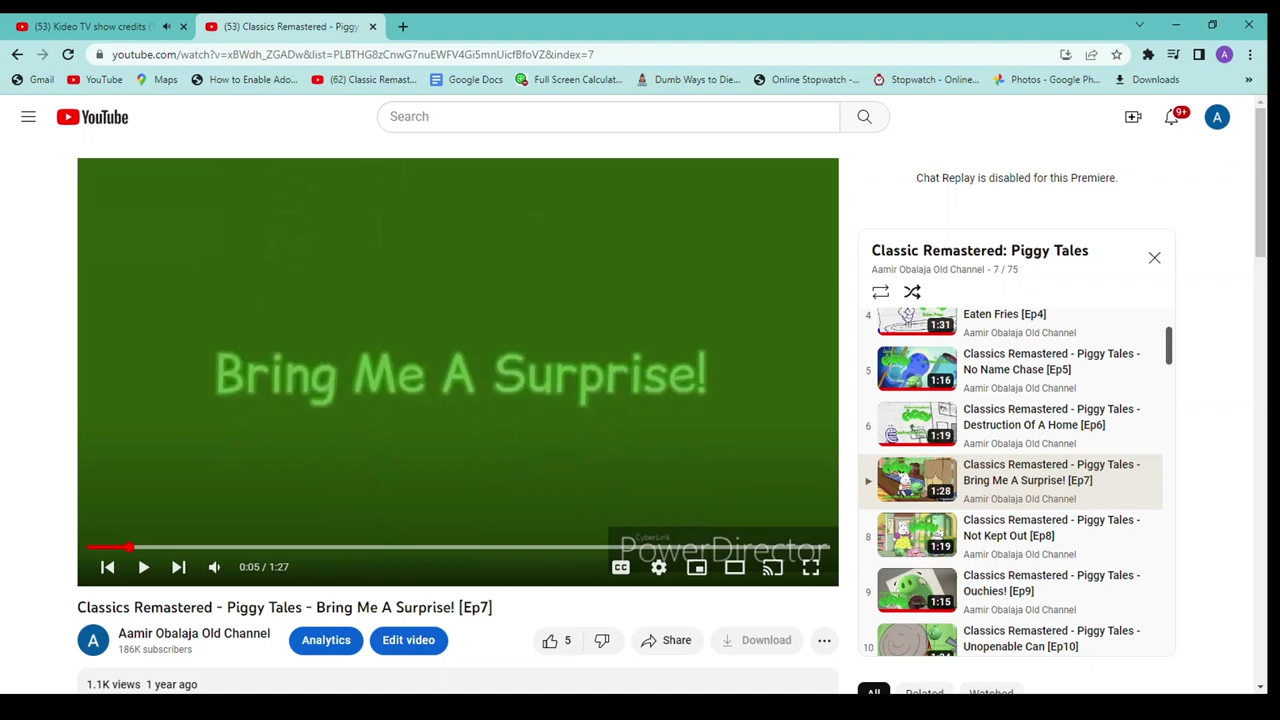 (53) Kideo TV show credits (
(53) Classics Remastered - Piggy
youtube.com/watch?v=xBWdh_ZGADw&list=PL8THG8zCnwG7nuEWFV4Gi5mnUicfBfoVZ&index=7
A
Gmail
YouTube
Maps
How to Enable Ado...
(62) Classic Remast...
Google Docs
Full Screen Calculat...
Dumb Ways to Die...
Online Stopwatch -...
Stopwatch - Online...
Photos - Google Ph...
Downloads
»
YouTube
Search
9+
A
Bring Me A Surprise!
CyberLink
PowerDirector
CC
0:05 / 1:27
Classics Remastered - Piggy Tales - Bring Me A Surprise! [Ep7]
A
Aamir Obalaja Old Channel
186K subscribers
Analytics
Edit video
5
Share
Download
1.1K views 1 year ago
Chat Replay is disabled for this Premiere.
Classic Remastered: Piggy Tales
Aamir Obalaja Old Channel - 7 / 75
4
1:31
Eaten Fries [Ep4]
Aamir Obalaja Old Channel
5
1:16
Classics Remastered - Piggy Tales -
No Name Chase [Ep5]
Aamir Obalaja Old Channel
6
1:19
Classics Remastered - Piggy Tales -
Destruction Of A Home [Ep6]
Aamir Obalaja Old Channel
1:28
Classics Remastered - Piggy Tales -
Bring Me A Surprise! [Ep7]
Aamir Obalaja Old Channel
8
1:19
Classics Remastered - Piggy Tales -
Not Kept Out [Ep8]
Aamir Obalaja Old Channel
9
1:15
Classics Remastered - Piggy Tales -
Ouchies! [Ep9]
Aamir Obalaja Old Channel
10
Classics Remastered - Piggy Tales -
Unopenable Can [Ep10]
All
Related
Watched